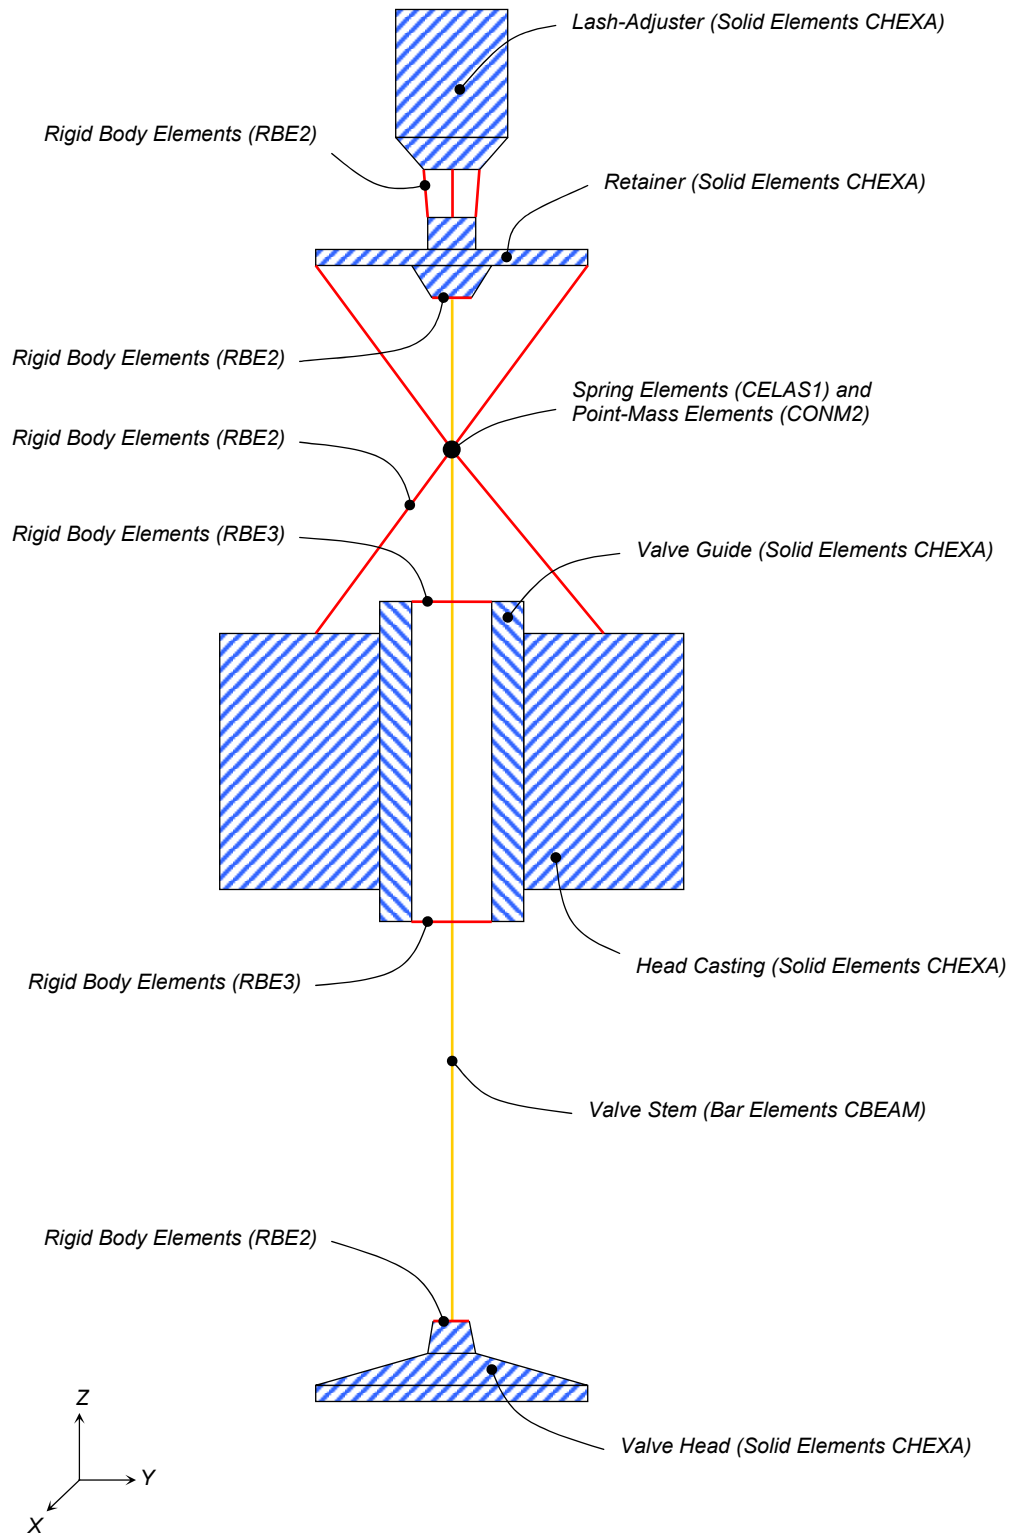 Lash-Adjuster (Solid Elements CHEXA)
Rigid Body Elements (RBE2)
Retainer (Solid Elements CHEXA)
Rigid Body Elements (RBE2)
Spring Elements (CELAS1) and
Point-Mass Elements (CONM2)
Rigid Body Elements (RBE2)
Rigid Body Elements (RBE3)
Valve Guide (Solid Elements CHEXA)
Head Casting (Solid Elements CHEXA)
Rigid Body Elements (RBE3)
Valve Stem (Bar Elements CBEAM)
Rigid Body Elements (RBE2)
Valve Head (Solid Elements CHEXA)
Z
Y
X